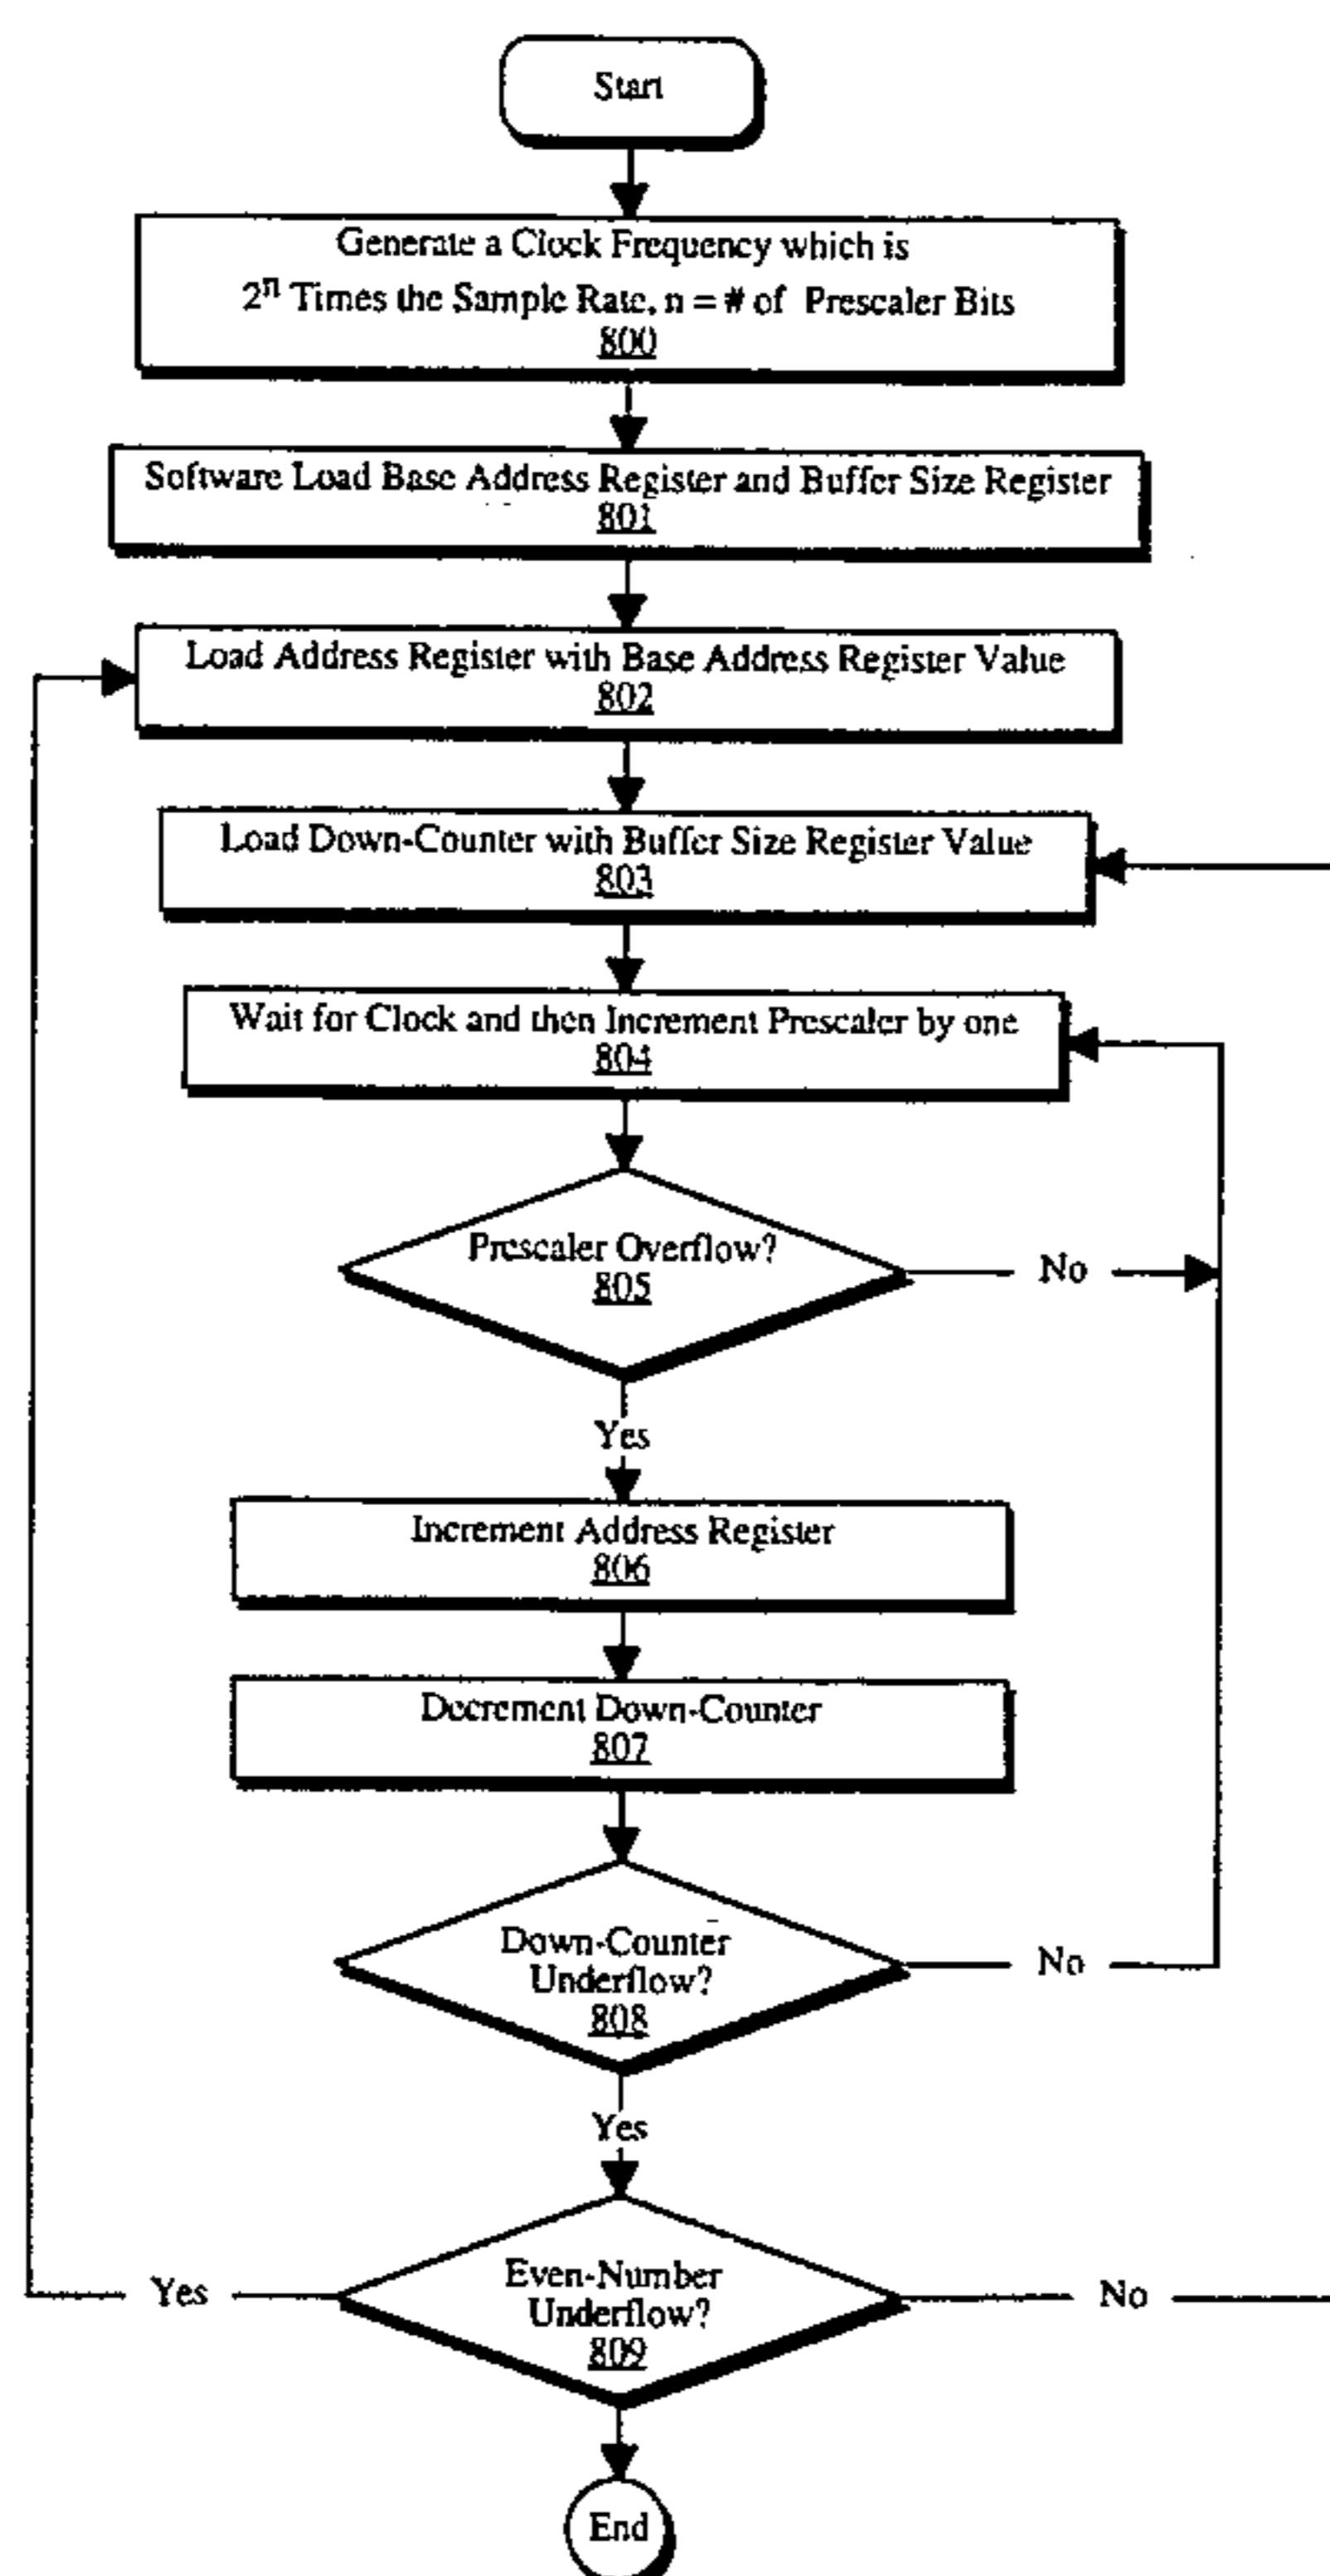 Start
Generate a Clock Frequency which is
2ⁿ Times the Sample Rate, n = # of Prescaler Bits
800
Software Load Base Address Register and Buffer Size Register
801
Load Address Register with Base Address Register Value
802
Load Down-Counter with Buffer Size Register Value
803
Wait for Clock and then Increment Prescaler by one
804
Prescaler Overflow?
805
No
Yes
Increment Address Register
806
Decrement Down-Counter
807
Down-Counter
Underflow?
808
No
Yes
Even-Number
Underflow?
809
Yes
No
End